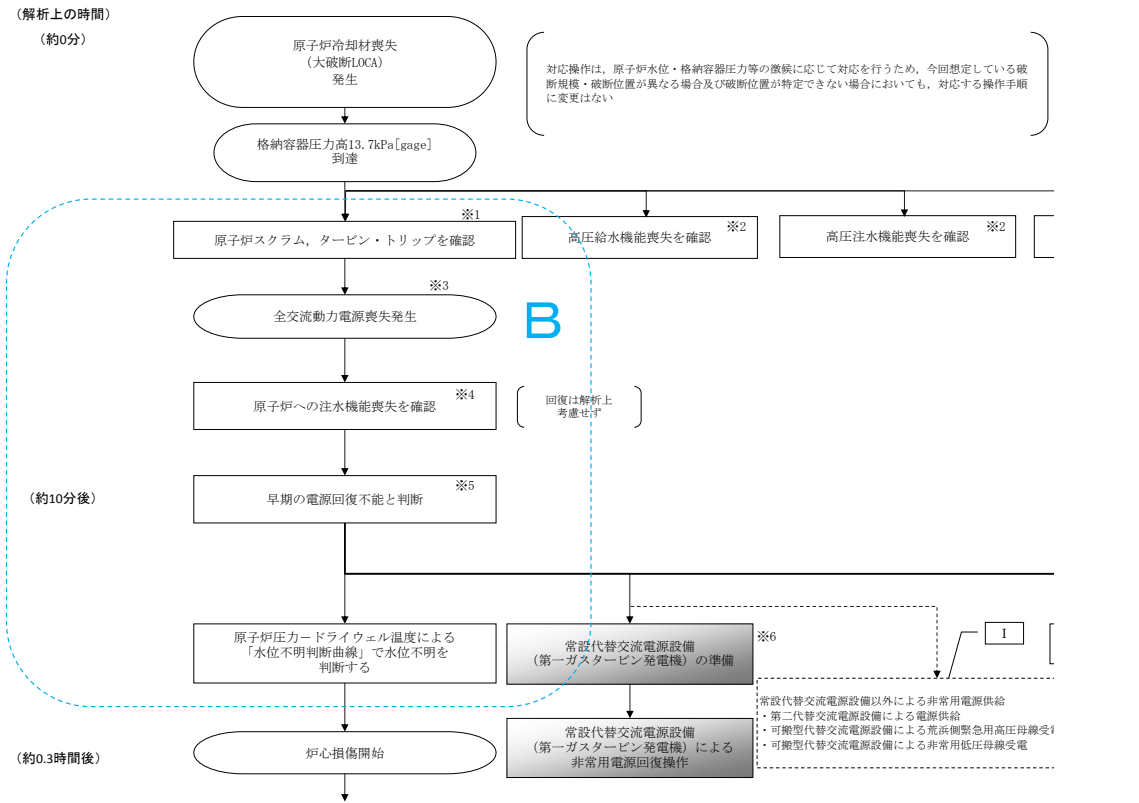 （解析上の時間）
（約0分）
原子炉冷却材喪失
（大破断LOCA）
発生
対応操作は，原子炉水位・格納容器圧力等の徴候に応じて対応を行うため，今回想定している破
断規模・破断位置が異なる場合及び破断位置が特定できない場合においても，対応する操作手順
に変更はない
格納容器圧力高13.7kPa[gage]
到達
※1
原子炉スクラム，タービン・トリップを確認
高圧給水機能喪失を確認
※2
高圧注水機能喪失を確認
※2
※3
全交流動力電源喪失発生
B
※4
原子炉への注水機能喪失を確認
回復は解析上
考慮せず
（約10分後）
※5
早期の電源回復不能と判断
原子炉圧力－ドライウェル温度による
「水位不明判断曲線」で水位不明を
判断する
常設代替交流電源設備
（第一ガスタービン発電機）の準備
※6
I
常設代替交流電源設備以外による非常用電源供給
・第二代替交流電源設備による電源供給
・可搬型代替交流電源設備による荒浜側緊急用高圧母線受電
・可搬型代替交流電源設備による非常用低圧母線受電
（約0.3時間後）
炉心損傷開始
常設代替交流電源設備
（第一ガスタービン発電機）による
非常用電源回復操作